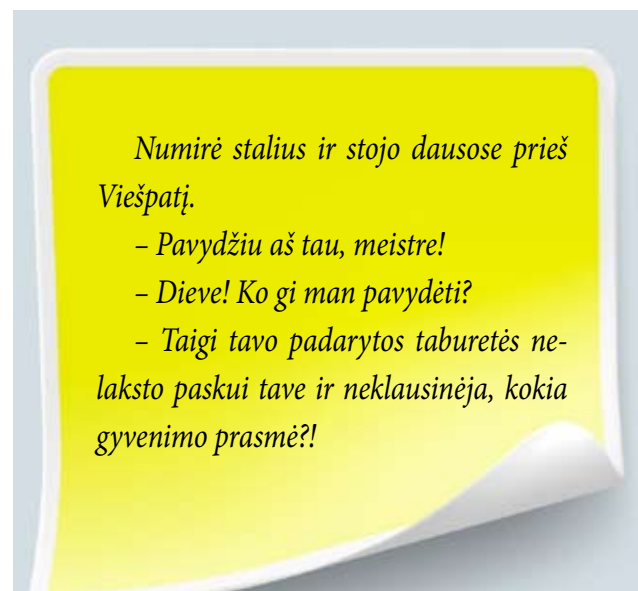 Numirė stalius ir stojo dausose prieš
Viešpatį.
– Pavydžiu aš tau, meistre!
– Dieve! Ko gi man pavydėti?
– Taigi tavo padarytos taburetės ne-
laksto paskui tave ir neklausinėja, kokia
gyvenimo prasmė?!